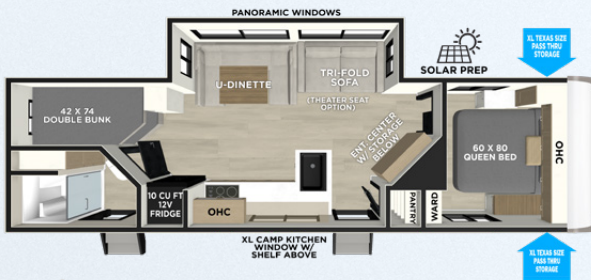 PANORAMIC WINDOWS
XL TEXAS SIZE
PASS THRU
STORAGE
SOLAR PREP
U-DINETTE
TRI-FOLD
SOFA
(THEATER SEAT
OPTION)
42 X 74
DOUBLE BUNK
ENT. CENTER
W/ STORAGE
BELOW
60 X 80
QUEEN BED
OHC
10 CU FT
12V
FRIDGE
OHC
PANTRY
WARD
XL CAMP KITCHEN
WINDOW W/
SHELF ABOVE
XL TEXAS SIZE
PASS THRU
STORAGE